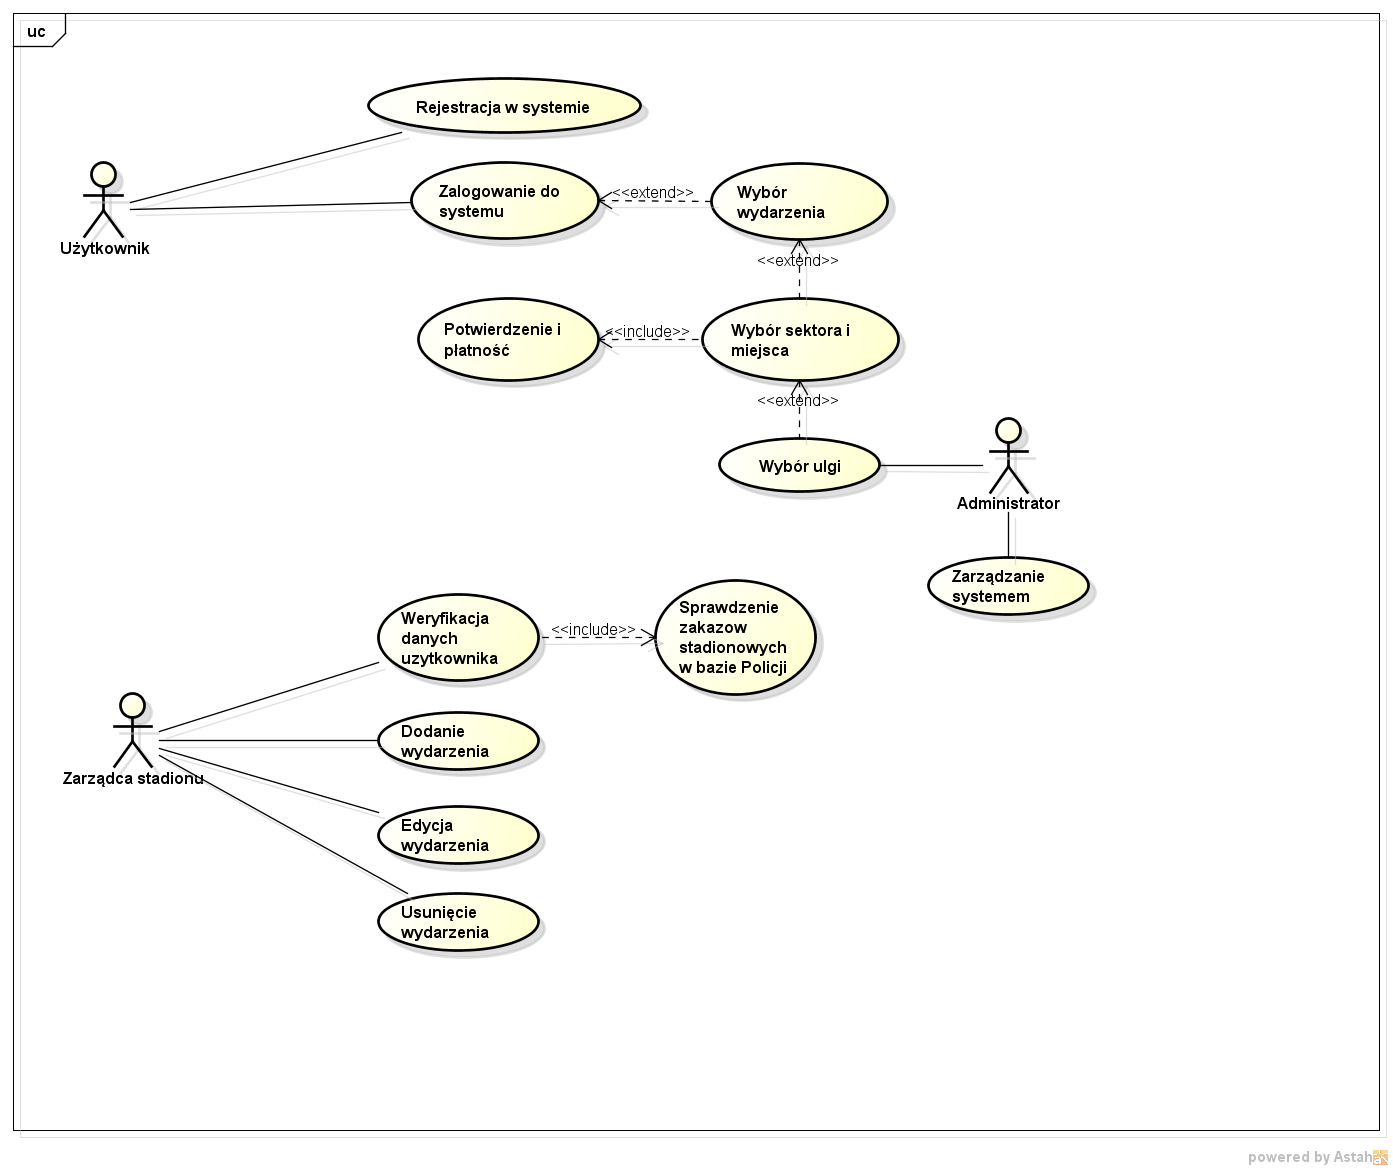 uc
Rejestracja w systemie
Użytkownik
Zalogowanie do
systemu
<<extend>>
Wybór
wydarzenia
<<extend>>
Potwierdzenie i
płatność
<<include>>
Wybór sektora i
miejsca
<<extend>>
Wybór ulgi
Administrator
Zarządzanie
systemem
Weryfikacja
danych
uzytkownika
<<include>>
Sprawdzenie
zakazow
stadionowych
w bazie Policji
Zarządca stadionu
Dodanie
wydarzenia
Edycja
wydarzenia
Usunięcie
wydarzenia
powered by Astah